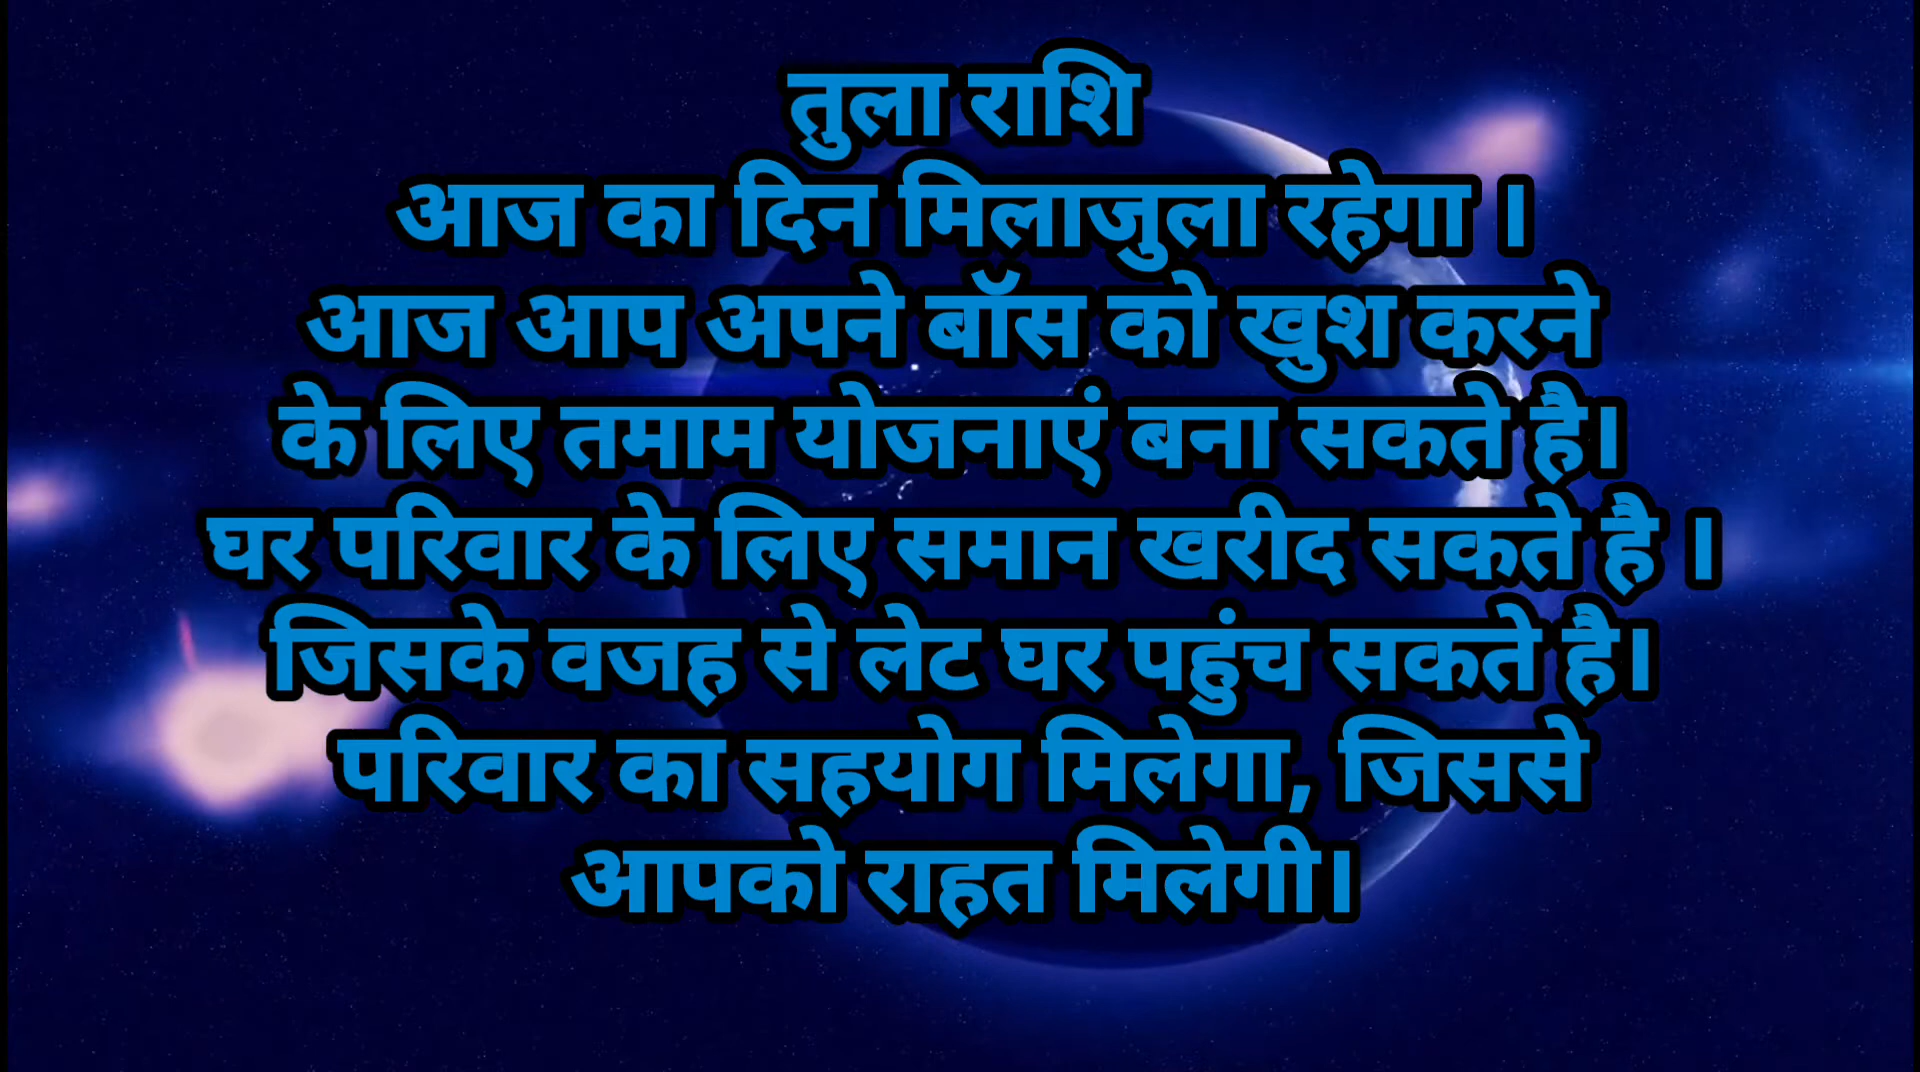 तुला राशि
आज का दिन मिलाजुला रहेगा ।
आज आप अपने बॉस को खुश करने
के लिए तमाम योजनाएं बना सकते है।
घर परिवार के लिए समान खरीद सकते है ।
जिसके वजह से लेट घर पहुंच सकते है।
परिवार का सहयोग मिलेगा, जिससे
आपको राहत मिलेगी।